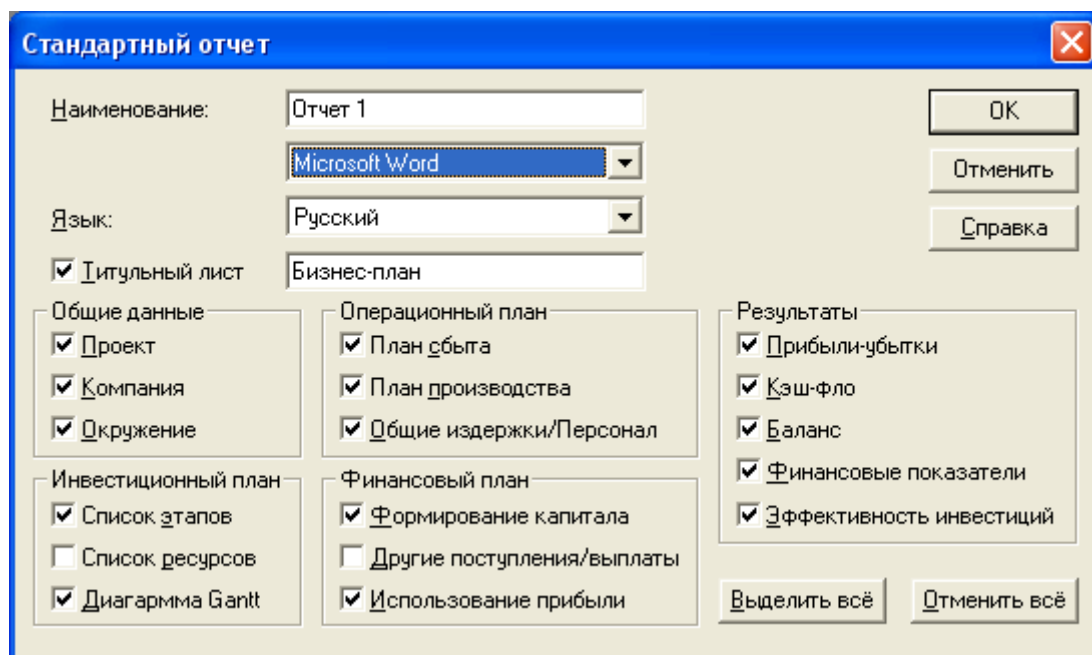 Стандартный отчет
Наименование: Отчет 1 OK
Microsoft Word Отменить
Язык: Русский Справка
Титульный лист Бизнес-план
Общие данные Операционный план Результаты
Проект План сбыта Прибыли-убытки
Компания План производства Кэш-фло
Окружение Общие издержки/Персонал Баланс
Финансовые показатели
Инвестиционный план Финансовый план
Список этапов Формирование капитала Эффективность инвестиций
Список ресурсов Другие поступления/выплаты
Диагармма Gantt Использование прибыли Выделить всё Отменить всё